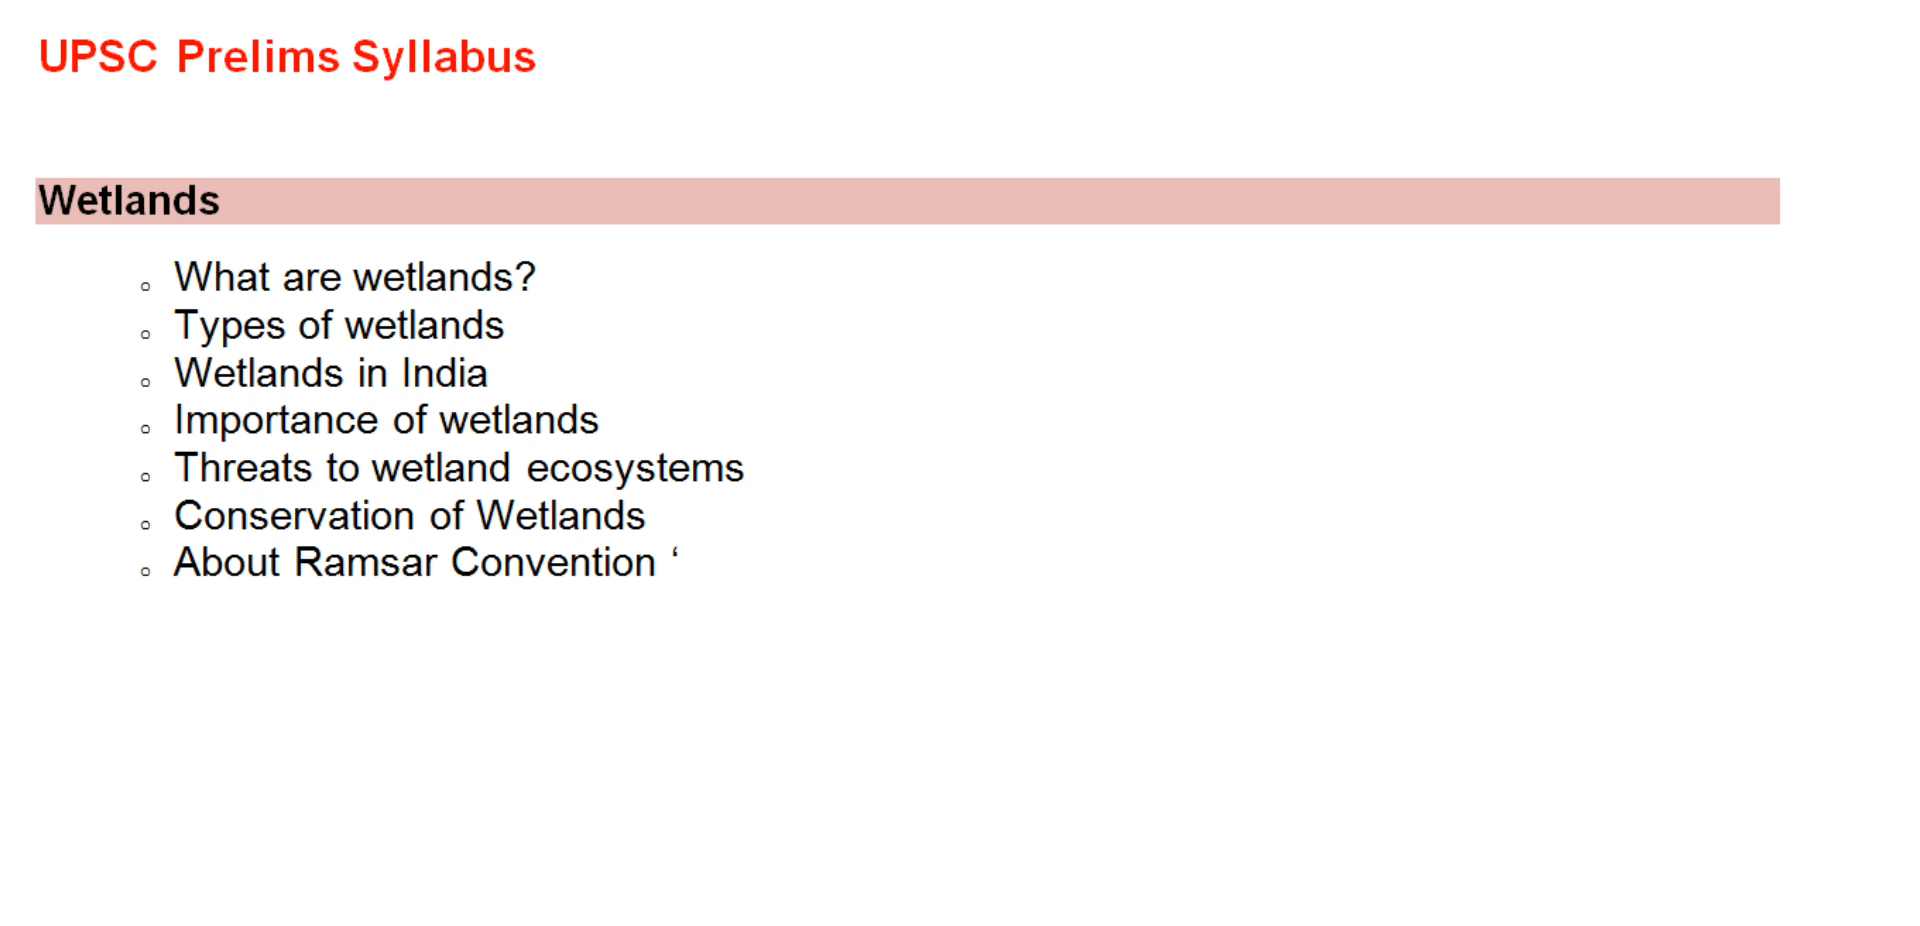 UPSC Prelims Syllabus
Wetlands
o What are wetlands?
o Types of wetlands
o Wetlands in India
o Importance of wetlands
o Threats to wetland ecosystems
o Conservation of Wetlands
o About Ramsar Convention ‘